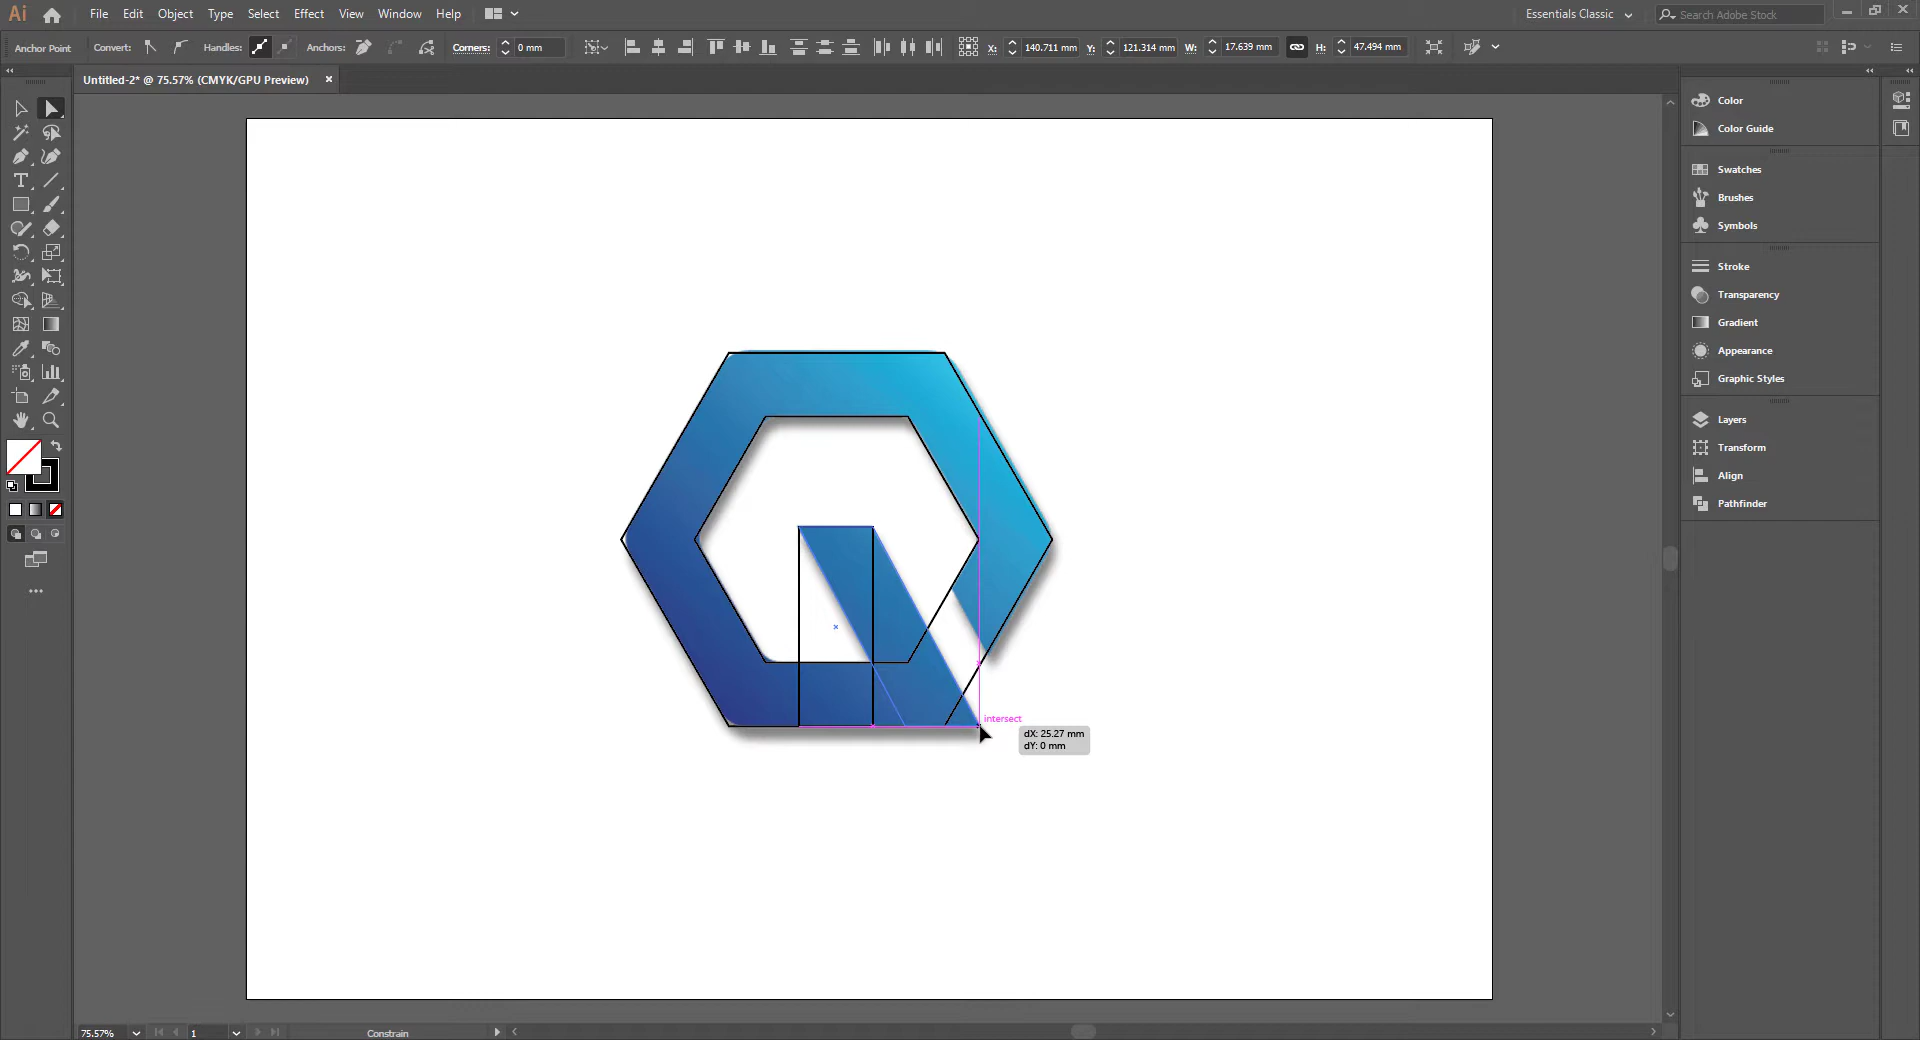 Ai File Edit Object Type Select Effect View Window Help Essentials Classic Search Adobe Stock
Anchor Point Convert: Handles: Anchors: Corners: 0 mm X: 140.711 mm Y: 121.314 mm W: 17.639 mm H: 47.494 mm
Untitled-2* @ 75.57% (CMYK/GPU Preview)
Color
Color Guide
Swatches
Brushes
Symbols
Stroke
Transparency
Gradient
Appearance
Graphic Styles
Layers
Transform
Align
Pathfinder
intersect
dX: 25.27 mm
dY: 0 mm
75.57% 1 Constrain